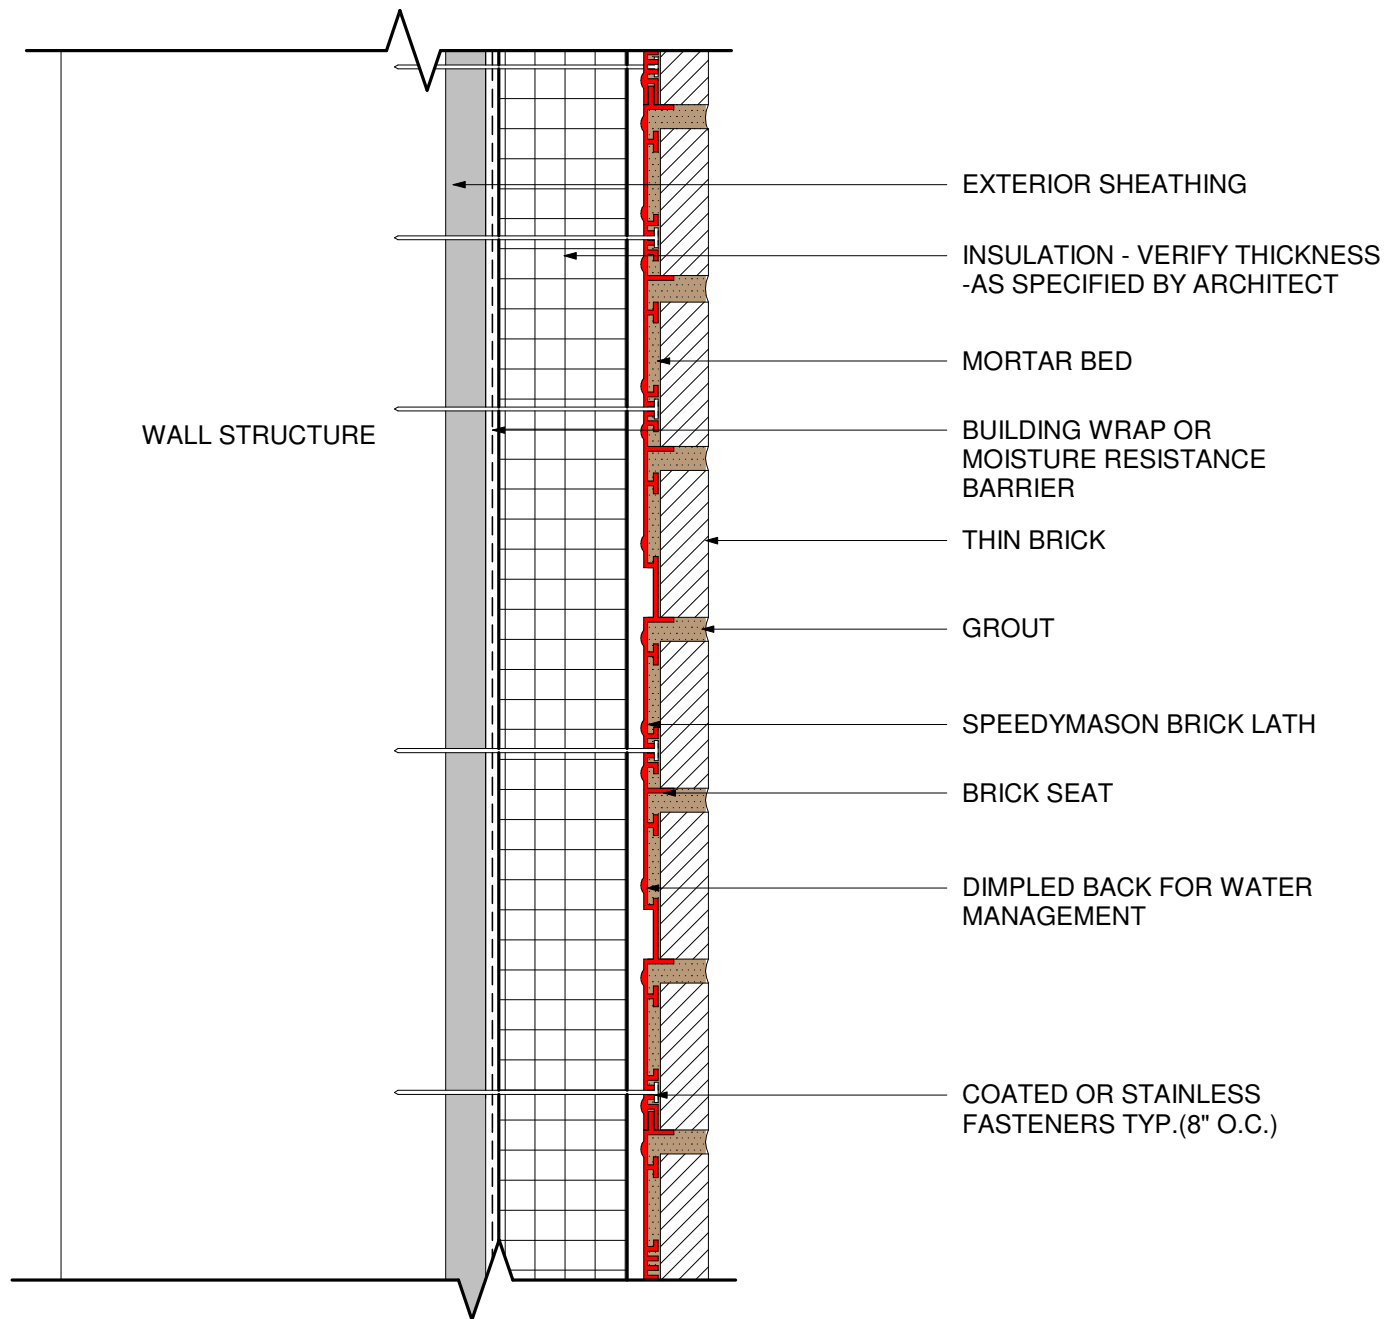 EXTERIOR SHEATHING
INSULATION - VERIFY THICKNESS
-AS SPECIFIED BY ARCHITECT
MORTAR BED
WALL STRUCTURE
BUILDING WRAP OR
MOISTURE RESISTANCE
BARRIER
THIN BRICK
GROUT
SPEEDYMASON BRICK LATH
BRICK SEAT
DIMPLED BACK FOR WATER
MANAGEMENT
COATED OR STAINLESS
FASTENERS TYP.(8" O.C.)